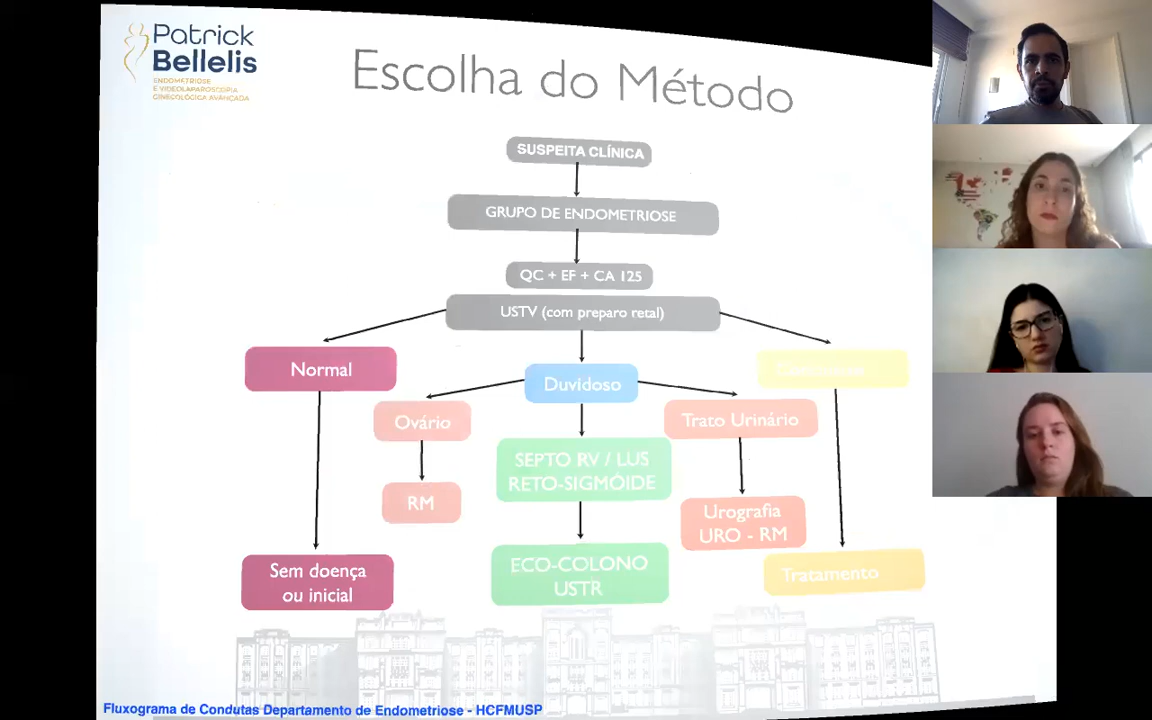 Patrick
Bellelis
ENDOMETRIOSE
E VIDEOLAPAROSCOPIA
GINECOLÓGICA AVANÇADA
Escolha do Método
SUSPEITA CLÍNICA
GRUPO DE ENDOMETRIOSE
QC + EF + CA 125
USTV (com preparo retal)
Normal
Duvidoso
Ovário
Trato Urinário
SEPTO RV / LUS
RETO-SIGMÓIDE
RM
Urografia
URO - RM
Sem doença
ou inicial
ECO-COLONO
USTR
Tratamento
Fluxograma de Condutas Departamento de Endometriose - HCFMUSP